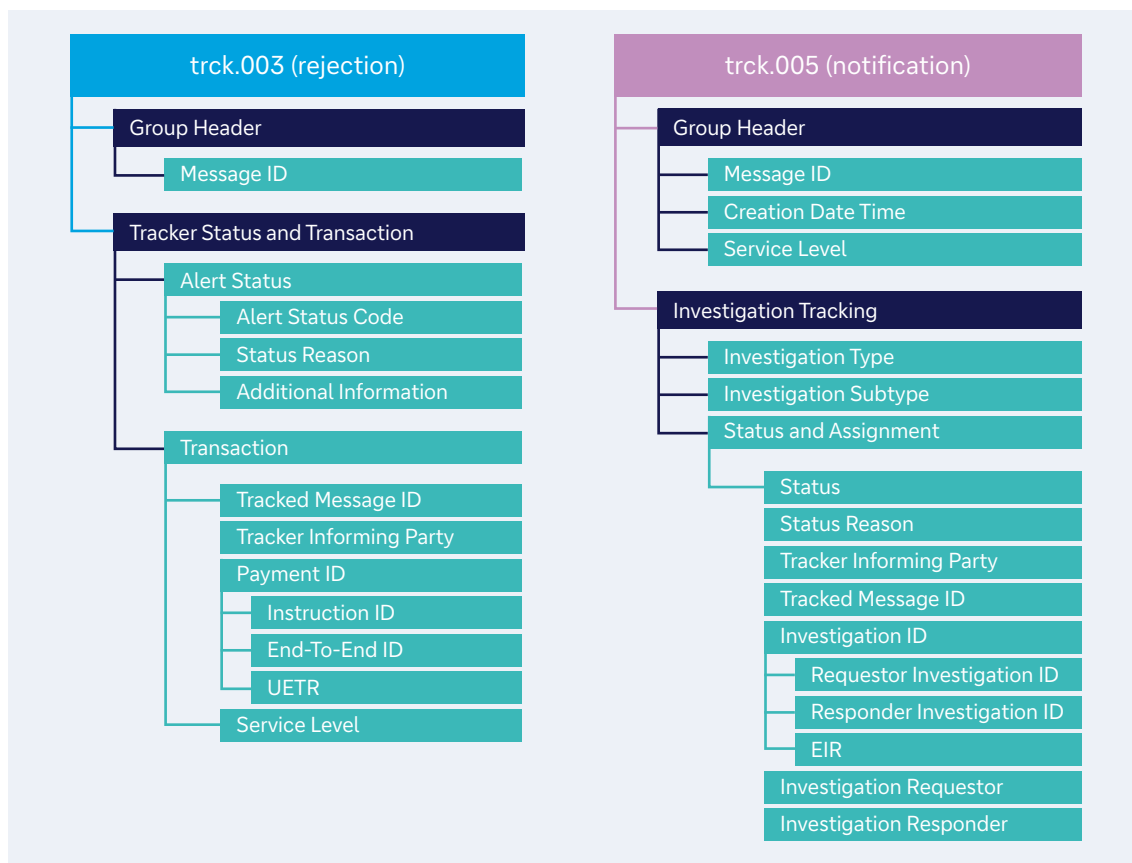 trck.003 (rejection)
Group Header
Message ID
Tracker Status and Transaction
Alert Status
Alert Status Code
Status Reason
Additional Information
Transaction
Tracked Message ID
Tracker Informing Party
Payment ID
Instruction ID
End-To-End ID
UETR
Service Level
trck.005 (notification)
Group Header
Message ID
Creation Date Time
Service Level
Investigation Tracking
Investigation Type
Investigation Subtype
Status and Assignment
Status
Status Reason
Tracker Informing Party
Tracked Message ID
Investigation ID
Requestor Investigation ID
Responder Investigation ID
EIR
Investigation Requestor
Investigation Responder